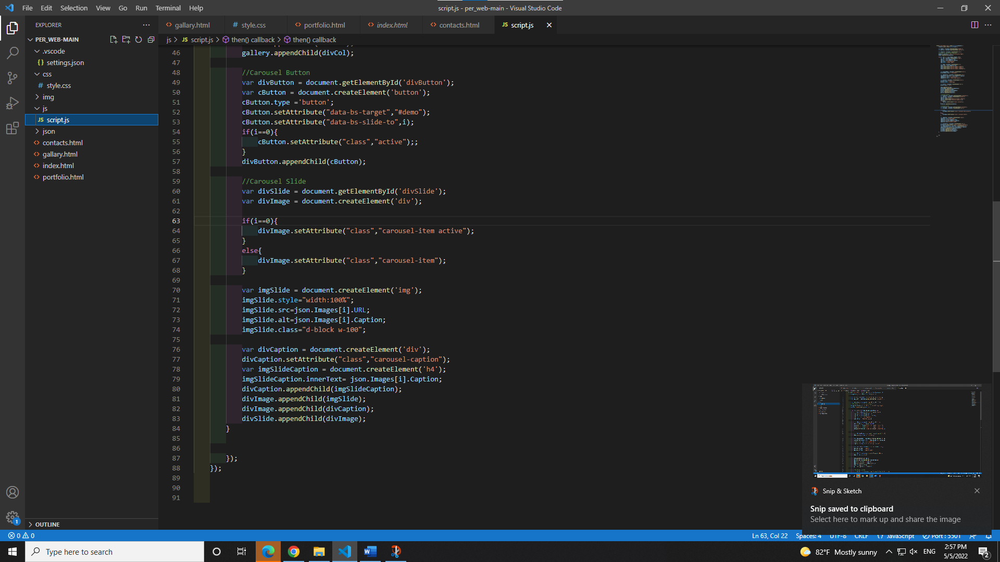 File Edit Selection View Go Run Terminal Help
script.js - per_web-main - Visual Studio Code
EXPLORER
gallary.html
# style.css
portfolio.html
index.html
contacts.html
JS script.js
PER_WEB-MAIN
js > JS script.js > then() callback > then() callback
.vscode
{} settings.json
css
# style.css
img
js
JS script.js
json
contacts.html
gallary.html
index.html
portfolio.html
46 gallery.appendChild(divCol);
47
48 //Carousel Button
49 var divButton = document.getElementById('divButton');
50 var cButton = document.createElement('button');
51 cButton.type ='button';
52 cButton.setAttribute("data-bs-target","#demo");
53 cButton.setAttribute("data-bs-slide-to",i);
54 if(i==0){
55 cButton.setAttribute("class","active");;
56 }
57 divButton.appendChild(cButton);
58
59 //Carousel Slide
60 var divSlide = document.getElementById('divSlide');
61 var divImage = document.createElement('div');
62
63 if(i==0){
64 divImage.setAttribute("class","carousel-item active");
65 }
66 else{
67 divImage.setAttribute("class","carousel-item");
68 }
69
70 var imgSlide = document.createElement('img');
71 imgSlide.style="width:100%";
72 imgSlide.src=json.Images[i].URL;
73 imgSlide.alt=json.Images[i].Caption;
74 imgSlide.class="d-block w-100";
75
76 var divCaption = document.createElement('div');
77 divCaption.setAttribute("class","carousel-caption");
78 var imgSlideCaption = document.createElement('h4');
79 imgSlideCaption.innerText= json.Images[i].Caption;
80 divCaption.appendChild(imgSlideCaption);
81 divImage.appendChild(imgSlide);
82 divImage.appendChild(divCaption);
83 divSlide.appendChild(divImage);
84 }
85
86
87 });
88 });
89
90
91
Snip & Sketch
Snip saved to clipboard
Select here to mark up and share the image
1
OUTLINE
0 0
Ln 63, Col 22 Spaces: 4 UTF-8 CRLF {} JavaScript Port : 5501
Type here to search
82°F Mostly sunny
ENG
2:57 PM
5/5/2022
2